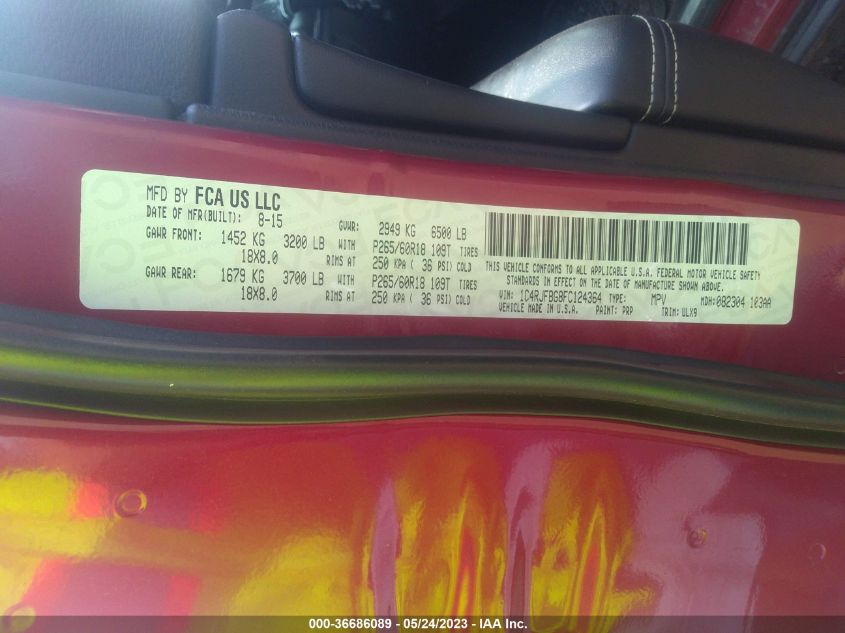 MFD BY FCA US LLC
DATE OF MFR(BUILT): 8-15 GVWR: 2949 KG 6500 LB
GAWR FRONT: 1452 KG 3200 LB WITH P265/60R18 109T TIRES
18X8.0 RIMS AT 250 KPA ( 36 PSI) COLD
GAWR REAR: 1679 KG 3700 LB WITH P265/60R18 109T TIRES
18X8.0 RIMS AT 250 KPA ( 36 PSI) COLD
THIS VEHICLE CONFORMS TO ALL APPLICABLE U.S.A. FEDERAL MOTOR VEHICLE SAFETY
STANDARDS IN EFFECT ON THE DATE OF MANUFACTURE SHOWN ABOVE.
VIN: 1C4RJFBG8FC124364 TYPE: MPV MDH: 082304 103AA
VEHICLE MADE IN U.S.A. PAINT: PRP TRIM: ULX9
000-36686089 - 05/24/2023 - IAA Inc.